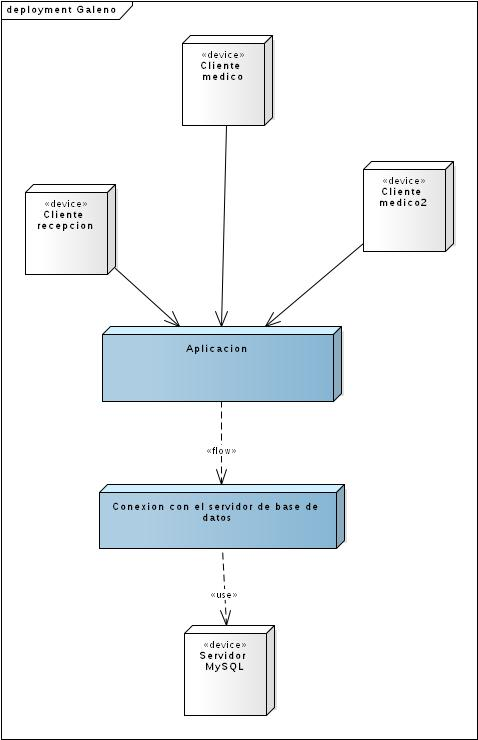 deployment Galeno
«device»
Cliente
medico
«device»
Cliente
recepcion
«device»
Cliente
medico2
Aplicacion
«flow»
Conexion con el servidor de base de
datos
«use»
«device»
Servidor
MySQL